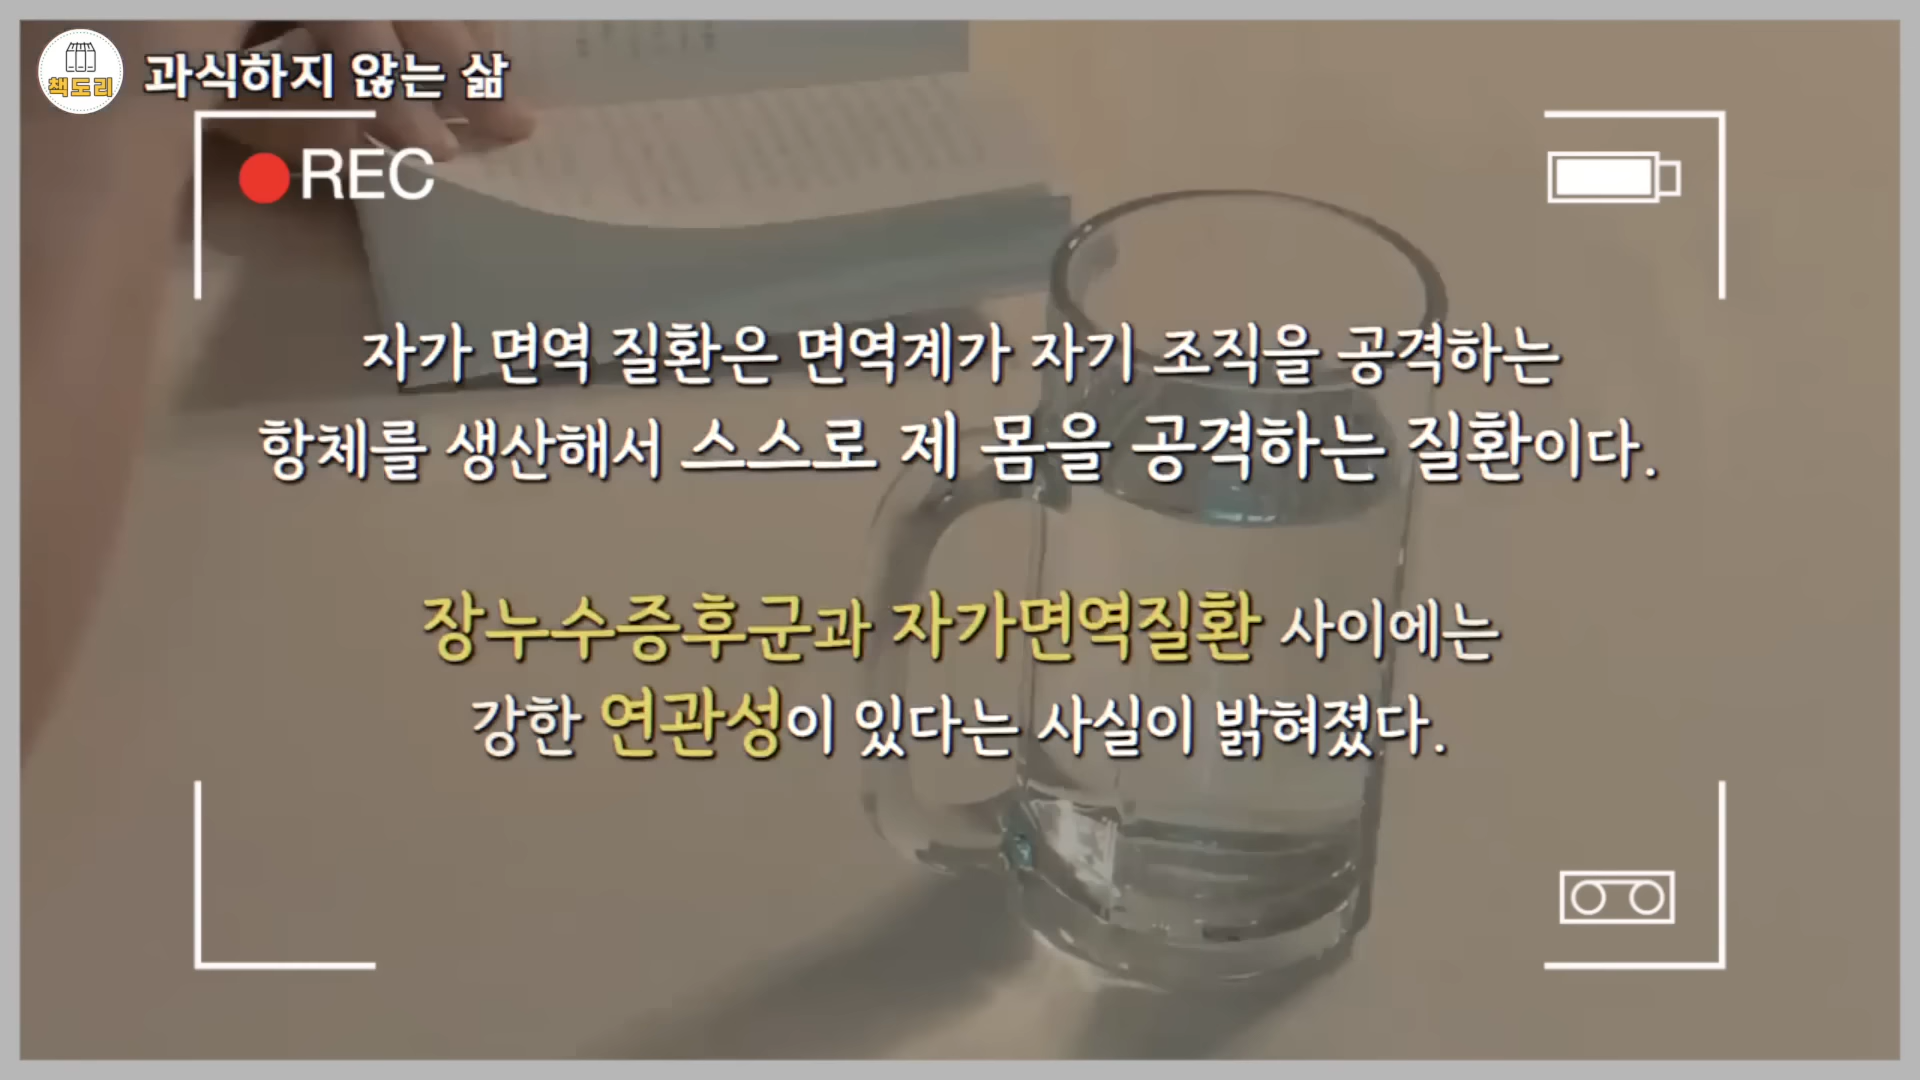 책도리
과식하지 않는 삶
REC
자가 면역 질환은 면역계가 자기 조직을 공격하는
항체를 생산해서 스스로 제 몸을 공격하는 질환이다.
장누수증후군과 자가면역질환 사이에는
강한 연관성이 있다는 사실이 밝혀졌다.